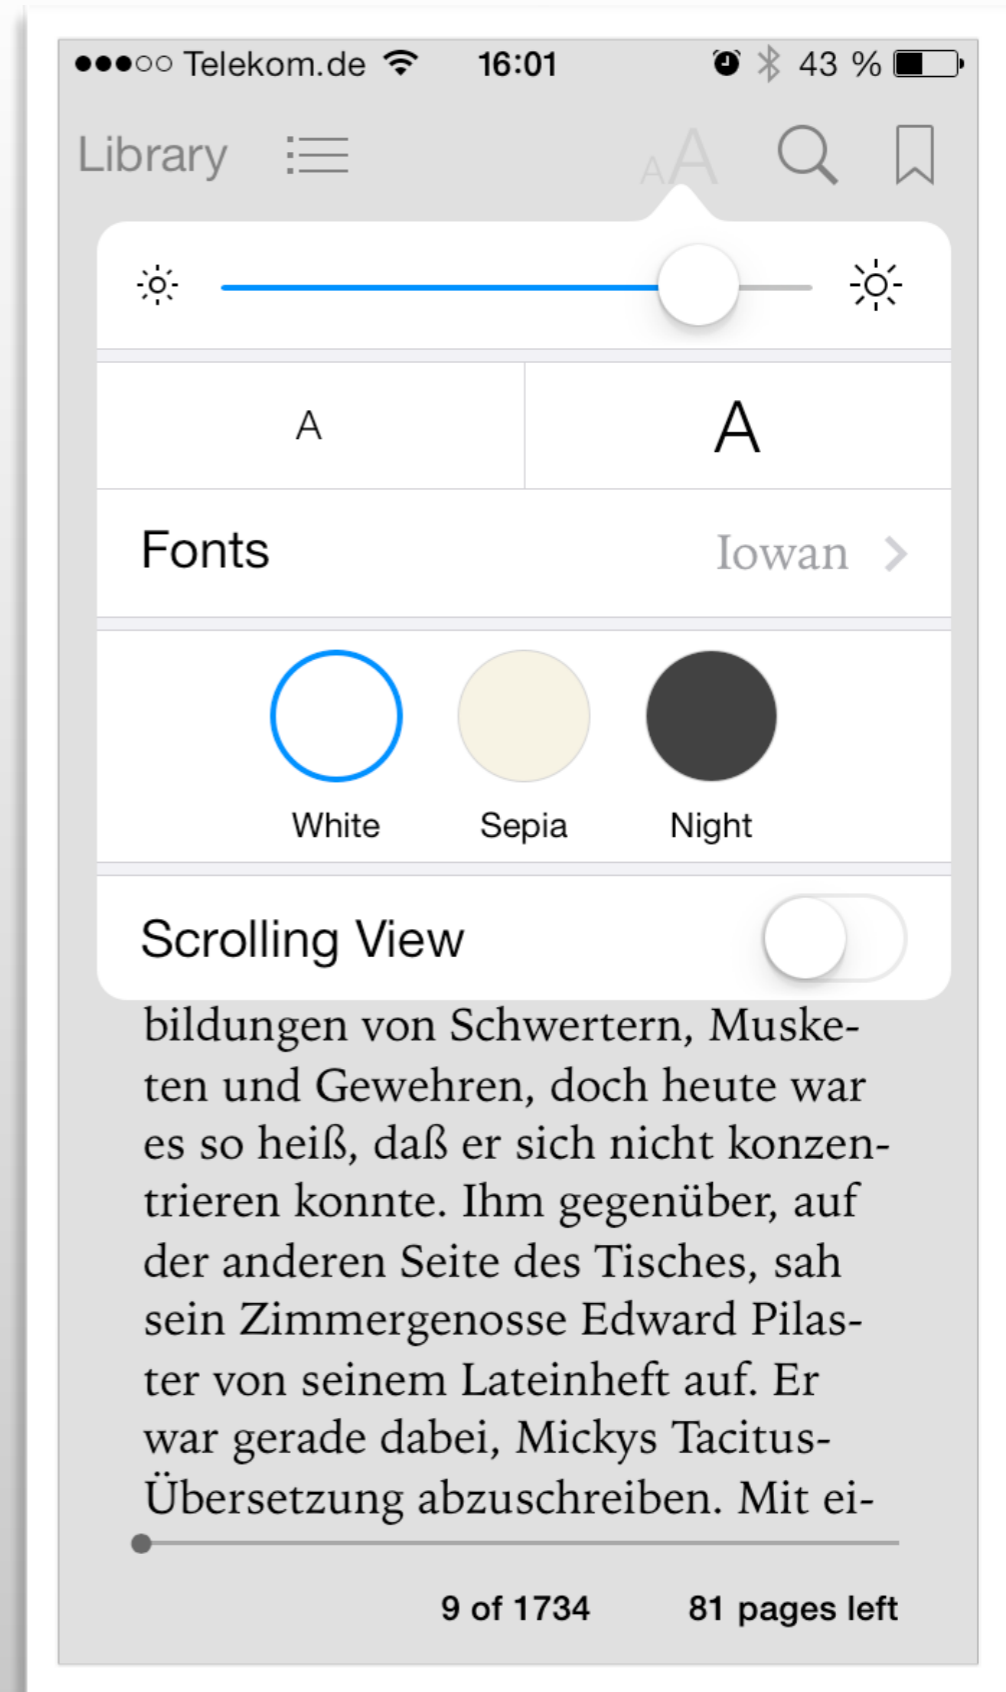 Telekom.de 16:01 43 %
Library AA
A A
Fonts Iowan
White Sepia Night
Scrolling View
bildungen von Schwertern, Muske-
ten und Gewehren, doch heute war
es so heiß, daß er sich nicht konzen-
trieren konnte. Ihm gegenüber, auf
der anderen Seite des Tisches, sah
sein Zimmergenosse Edward Pilas-
ter von seinem Lateinheft auf. Er
war gerade dabei, Mickys Tacitus-
Übersetzung abzuschreiben. Mit ei-
9 of 1734 81 pages left